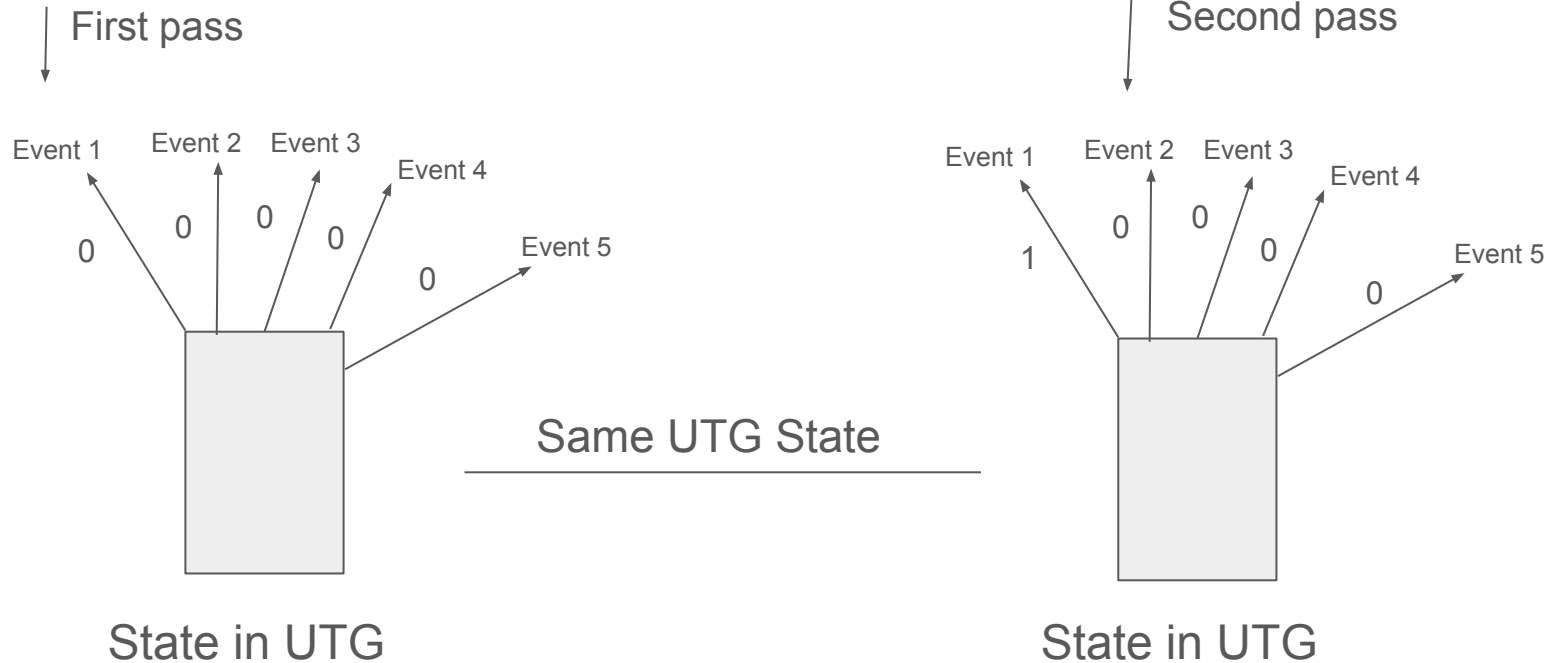 First pass
Event 1
Event 2
Event 3
Event 4
Event 5
0
0
0
0
0
State in UTG
Same UTG State
Second pass
Event 1
Event 2
Event 3
Event 4
Event 5
1
0
0
0
0
State in UTG